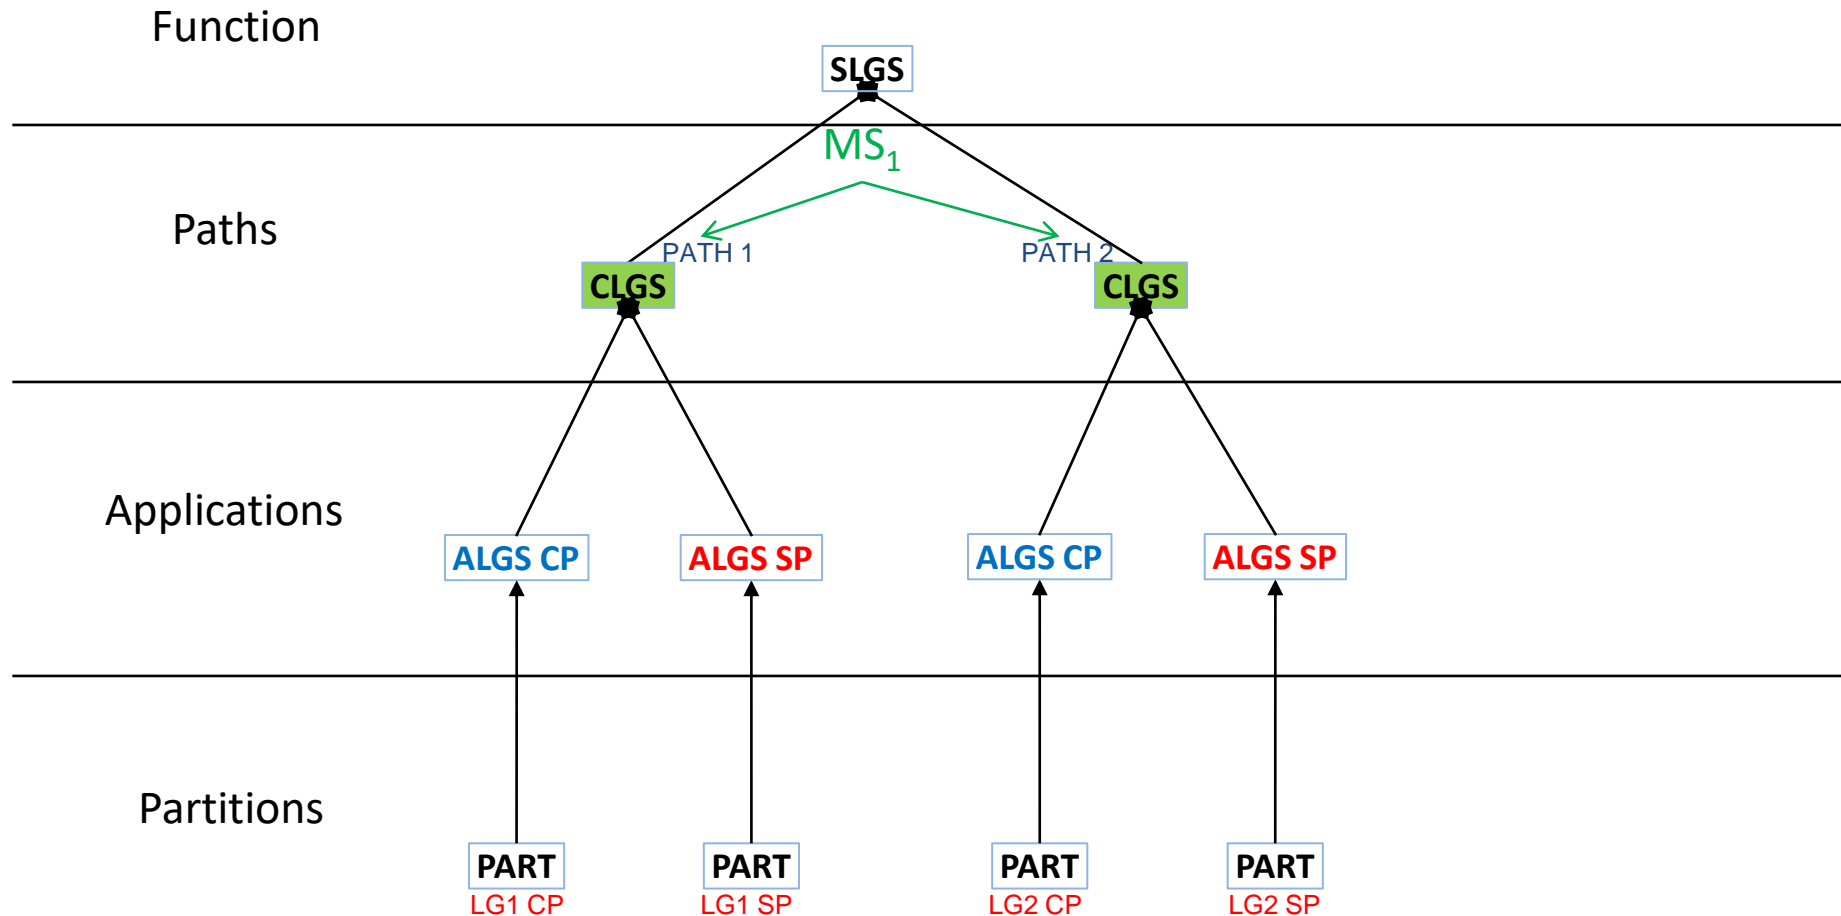 Function
SLGS
MS1
Paths
PATH 1 PATH 2
CLGS CLGS
Applications
ALGS CP ALGS SP ALGS CP ALGS SP
Partitions
PART PART PART PART
LG1 CP LG1 SP LG2 CP LG2 SP